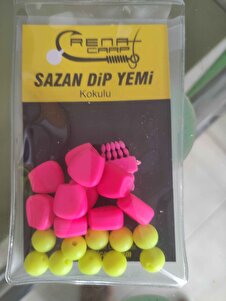 RENA
CARP
SAZAN DİP YEMİ
Kokulu